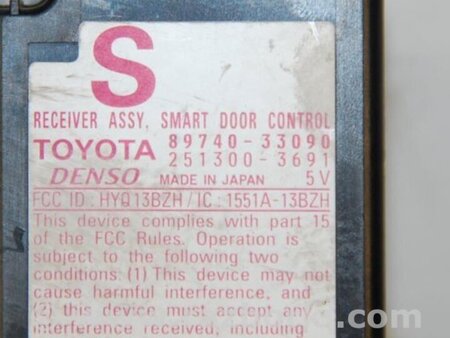 S
RECEIVER ASSY, SMART DOOR CONTROL
TOYOTA 89740-33090
251300-3691
DENSO MADE IN JAPAN 5V
FCC ID : HYQ13BZH / IC : 1551A-13BZH
This device complies with part 15
of the FCC Rules. Operation is
subject to the following two
conditions: (1) This device may not
cause harmful interference, and
(2) this device must accept any
interference received, including
.com